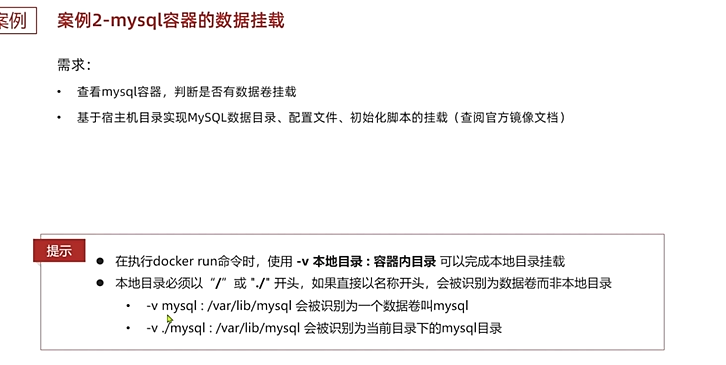 案例
案例2-mysql容器的数据挂载
需求：
• 查看mysql容器，判断是否有数据卷挂载
• 基于宿主机目录实现MySQL数据目录、配置文件、初始化脚本的挂载（查阅官方镜像文档）
提示
● 在执行docker run命令时，使用 -v 本地目录 : 容器内目录 可以完成本地目录挂载
● 本地目录必须以“/”或 "./" 开头，如果直接以名称开头，会被识别为数据卷而非本地目录
• -v mysql : /var/lib/mysql 会被识别为一个数据卷叫mysql
• -v ./mysql : /var/lib/mysql 会被识别为当前目录下的mysql目录